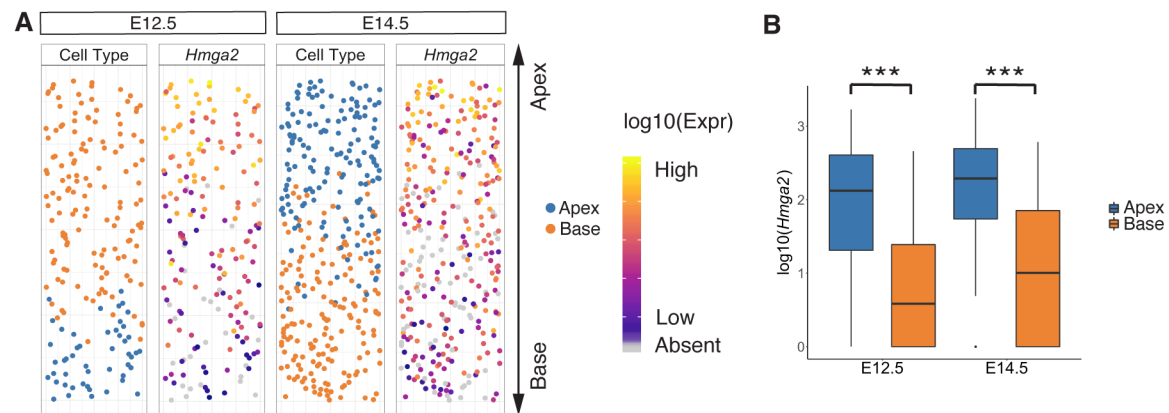 A
E12.5
E14.5
Cell Type
Hmga2
Cell Type
Hmga2
Apex
Base
log10(Expr)
High
Low
Absent
Apex
Base
B
***
***
log10(Hmga2)
3
2
1
0
E12.5
E14.5
Apex
Base